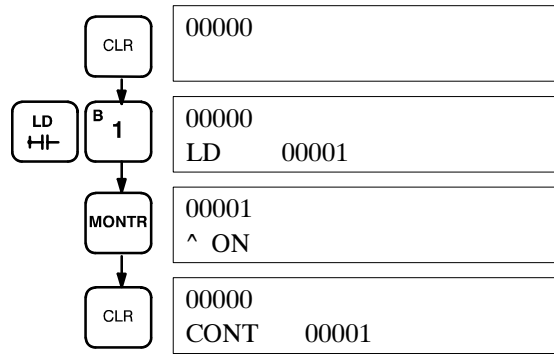 CLR
00000
LD
B
1
00000
LD 00001
MONTR
00001
^ ON
CLR
00000
CONT 00001